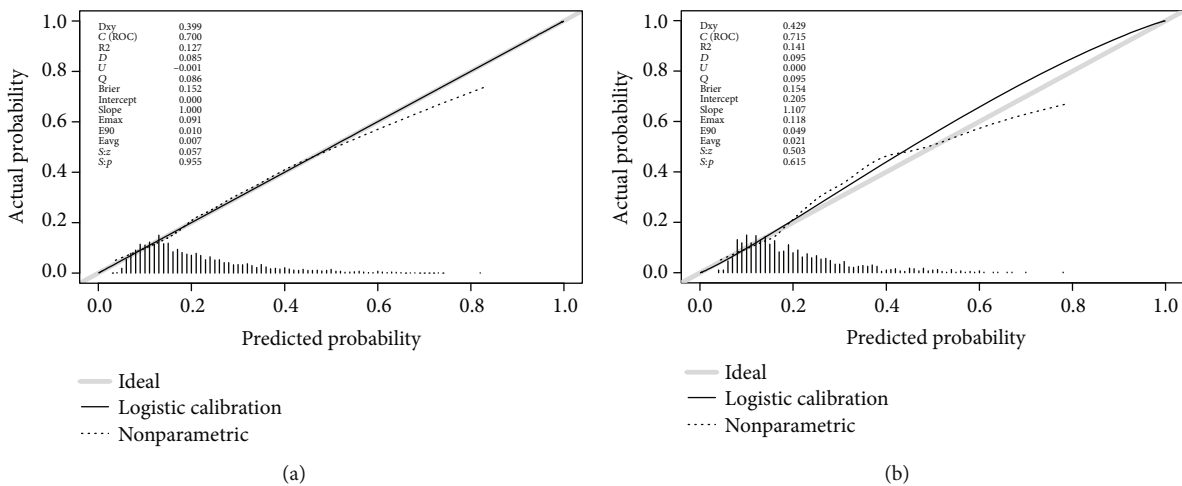 Dxy 0.399
C (ROC) 0.700
R2 0.127
D 0.085
U −0.001
Q 0.086
Brier 0.152
Intercept 0.000
Slope 1.000
Emax 0.091
E90 0.010
Eavg 0.007
S:z 0.057
S:p 0.955
1.0
0.8
0.6
0.4
0.2
0.0
Actual probability
0.0 0.2 0.4 0.6 0.8 1.0
Predicted probability
Ideal
Logistic calibration
Nonparametric
(a)
Dxy 0.429
C (ROC) 0.715
R2 0.141
D 0.095
U 0.000
Q 0.095
Brier 0.154
Intercept 0.205
Slope 1.107
Emax 0.118
E90 0.049
Eavg 0.021
S:z 0.503
S:p 0.615
1.0
0.8
0.6
0.4
0.2
0.0
Actual probability
0.0 0.2 0.4 0.6 0.8 1.0
Predicted probability
Ideal
Logistic calibration
Nonparametric
(b)